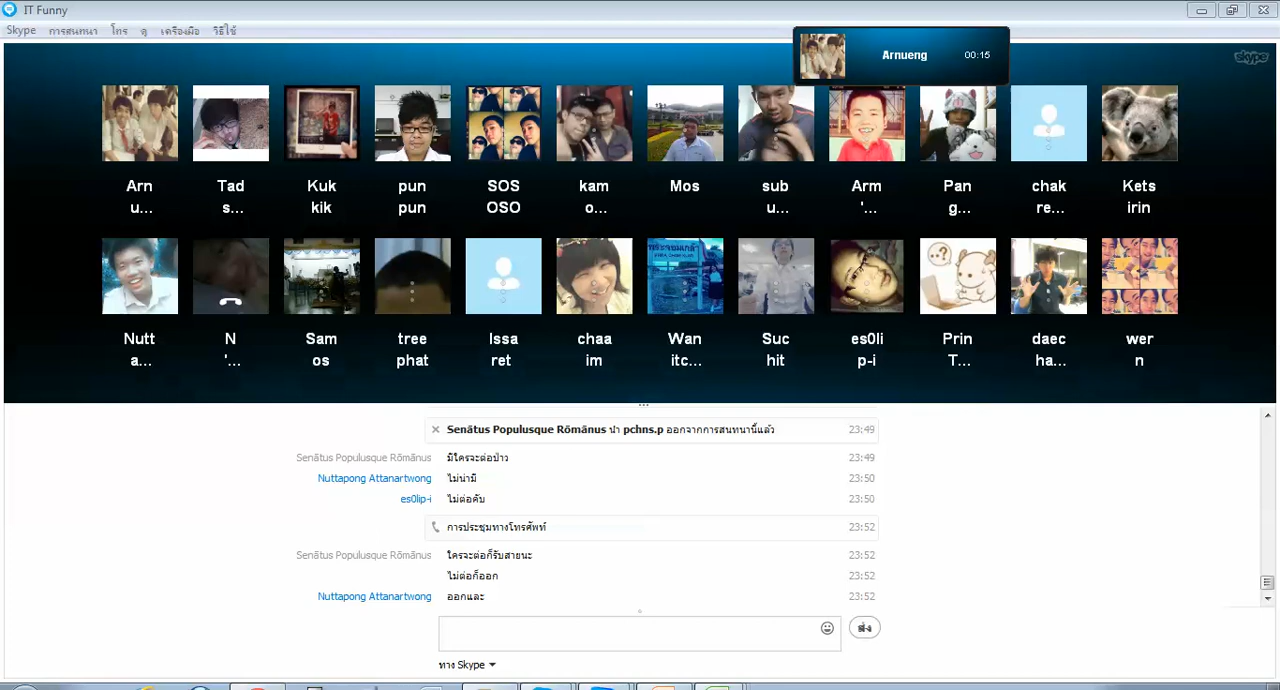 IT Funny
Skype การสนทนา โทร ดู เครื่องมือ วิธีใช้
Arnueng 00:15
skype
Arn Tad Kuk pun SOS kam Mos sub Arm Pan chak Kets
u... s... kik pun OSO o... u... '... g... re... irin
Nutt N Sam tree Issa chaa Wan Suc es0li Prin daec wer
a... '... os phat ret im itc... hit p-i T... ha... n
Senātus Populusque Rōmānus นำ pchns.p ออกจากการสนทนานี้แล้ว 23:49
Senātus Populusque Rōmānus มีใครจะต่อป่าว 23:49
Nuttapong Attanartwong ไม่น่ามี 23:50
es0lip-i ไม่ต่อคับ 23:50
การประชุมทางโทรศัพท์ 23:52
Senātus Populusque Rōmānus ใครจะต่อก็รับสายนะ 23:52
ไม่ต่อก็ออก 23:52
Nuttapong Attanartwong ออกและ 23:52
ส่ง
ทาง Skype